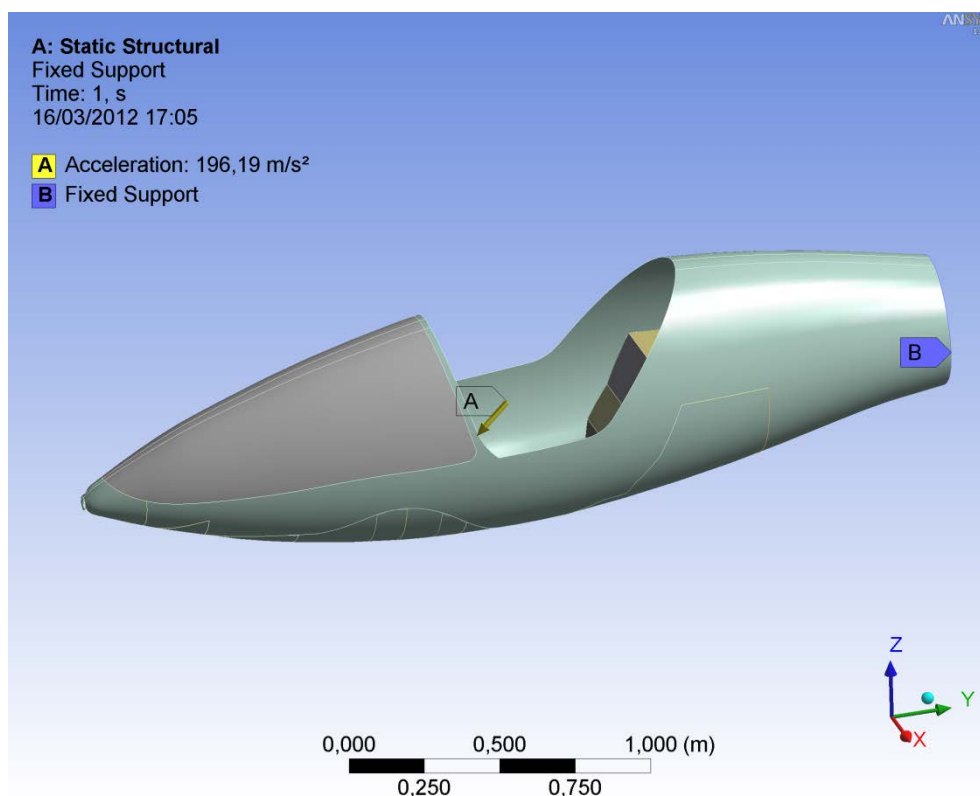 A: Static Structural
Fixed Support
Time: 1, s
16/03/2012 17:05
A Acceleration: 196,19 m/s²
B Fixed Support
A
B
Z
Y
X
0,000 0,500 1,000 (m)
0,250 0,750